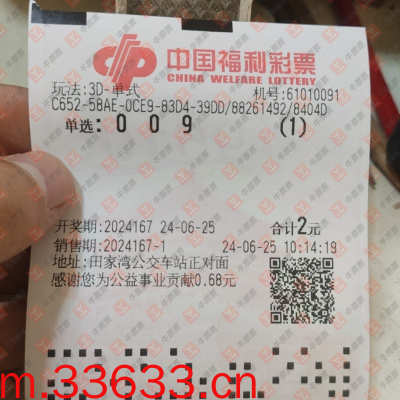 中国福利彩票
CHINA WELFARE LOTTERY
玩法:3D-单式 机号:61010091
C652-58AE-0CE9-83D4-39DD/88261492/8404D
单选: 0 0 9 (1)
开奖期:2024167 24-06-25 合计2元
销售期:2024167-1 24-06-25 10:14:19
地址:田家湾公交车站正对面
感谢您为公益事业贡献0.68元
m.33633.cn